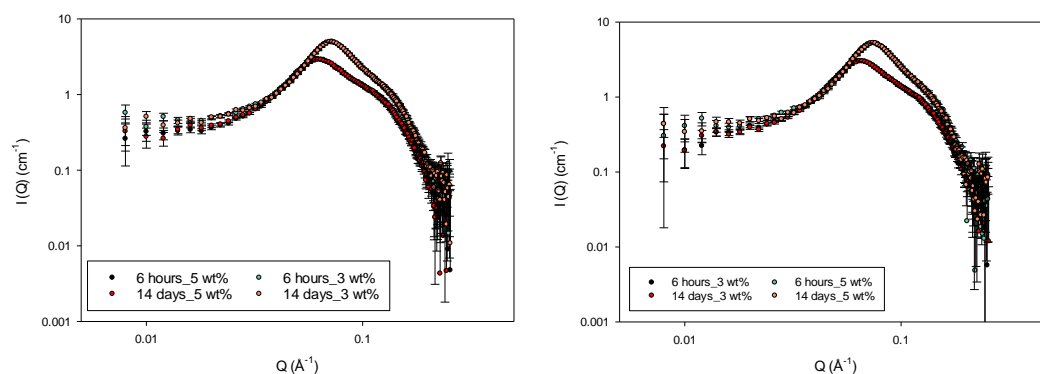 10
1
0.1
0.01
0.001
I (Q) (cm-1)
6 hours_5 wt%
6 hours_3 wt%
14 days_5 wt%
14 days_3 wt%
0.01
0.1
Q (Å-1)
10
1
0.1
0.01
0.001
I (Q) (cm-1)
6 hours_3 wt%
6 hours_5 wt%
14 days_3 wt%
14 days_5 wt%
0.01
0.1
Q (Å-1)